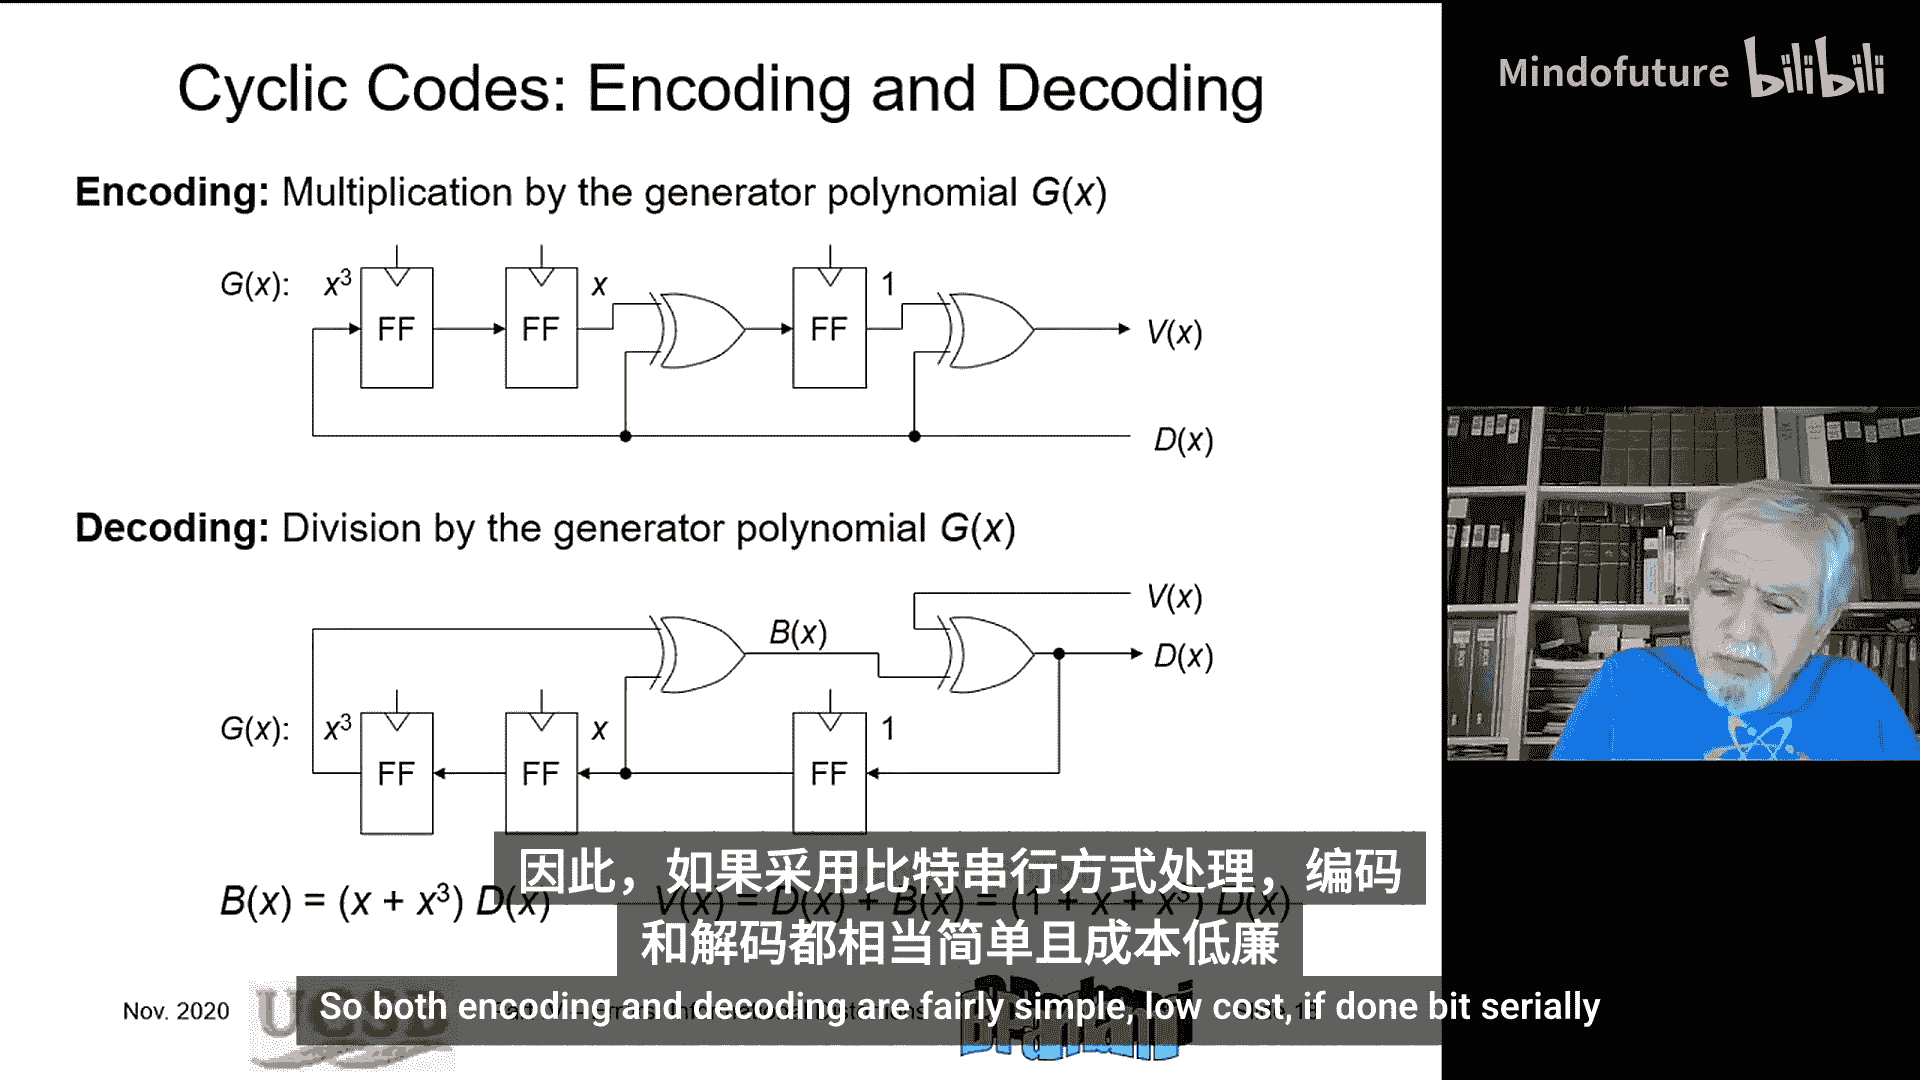 Cyclic Codes: Encoding and Decoding
Mindofuture bilibili
Encoding: Multiplication by the generator polynomial G(x)
G(x): x³ FF FF x FF 1 V(x)
D(x)
Decoding: Division by the generator polynomial G(x)
V(x)
B(x) D(x)
G(x): x³ FF FF x FF 1
因此，如果采用比特串行方式处理，编码
B(x) = (x + x³) D(x) V(x) = D(x) + B(x) = (1 + x + x³) D(x)
和解码都相当简单且成本低廉
Nov. 2020
So both encoding and decoding are fairly simple, low cost, if done bit serially